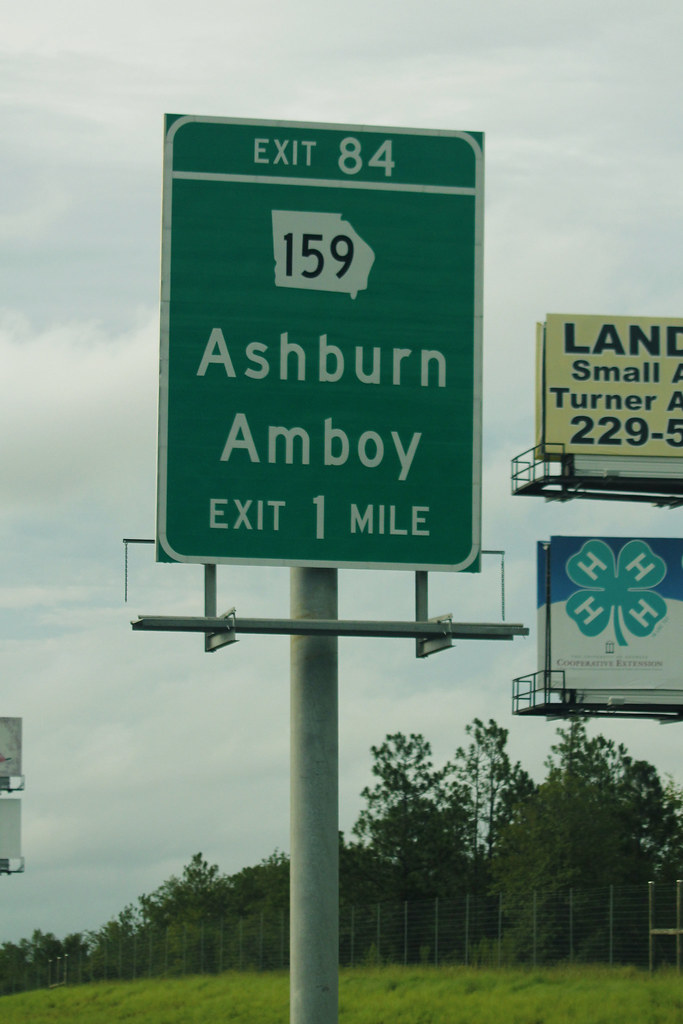 EXIT 84
159
Ashburn
Amboy
EXIT 1 MILE
LAND
Small A
Turner A
229-5
H H
H H
COOPERATIVE EXTENSION